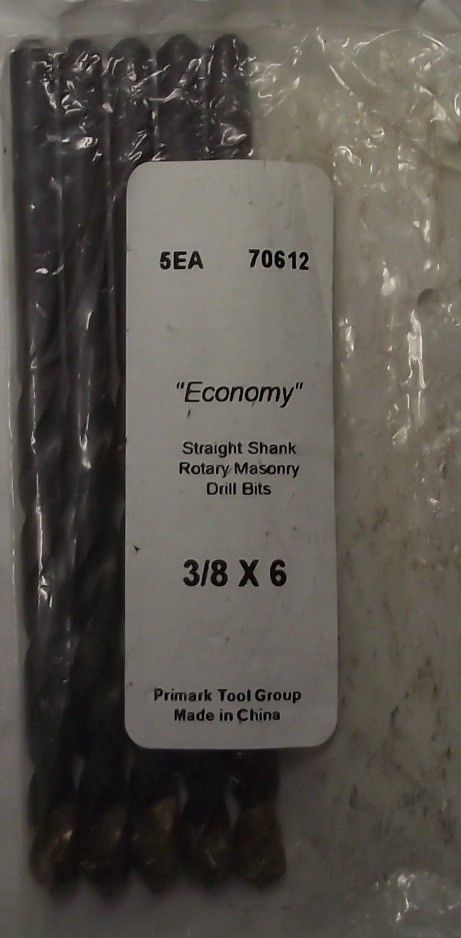 5EA 70612
"Economy"
Straight Shank
Rotary Masonry
Drill Bits
3/8 X 6
Primark Tool Group
Made in China